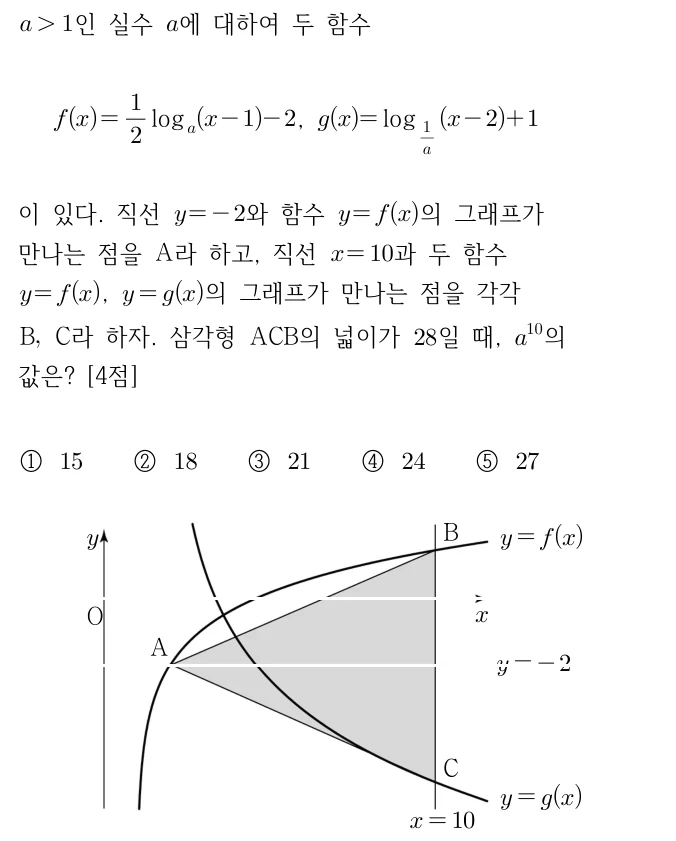 a>1인 실수 a에 대하여 두 함수
f(x)=\frac{1}{2}log_a(x-1)-2, g(x)=log_{\frac{1}{a}}(x-2)+1
이 있다. 직선 y=-2와 함수 y=f(x)의 그래프가
만나는 점을 A라 하고, 직선 x=10과 두 함수
y=f(x), y=g(x)의 그래프가 만나는 점을 각각
B, C라 하자. 삼각형 ACB의 넓이가 28일 때, a^{10}의
값은? [4점]
① 15 ② 18 ③ 21 ④ 24 ⑤ 27
y B y=f(x)
O x
A y=-2
C
y=g(x)
x=10